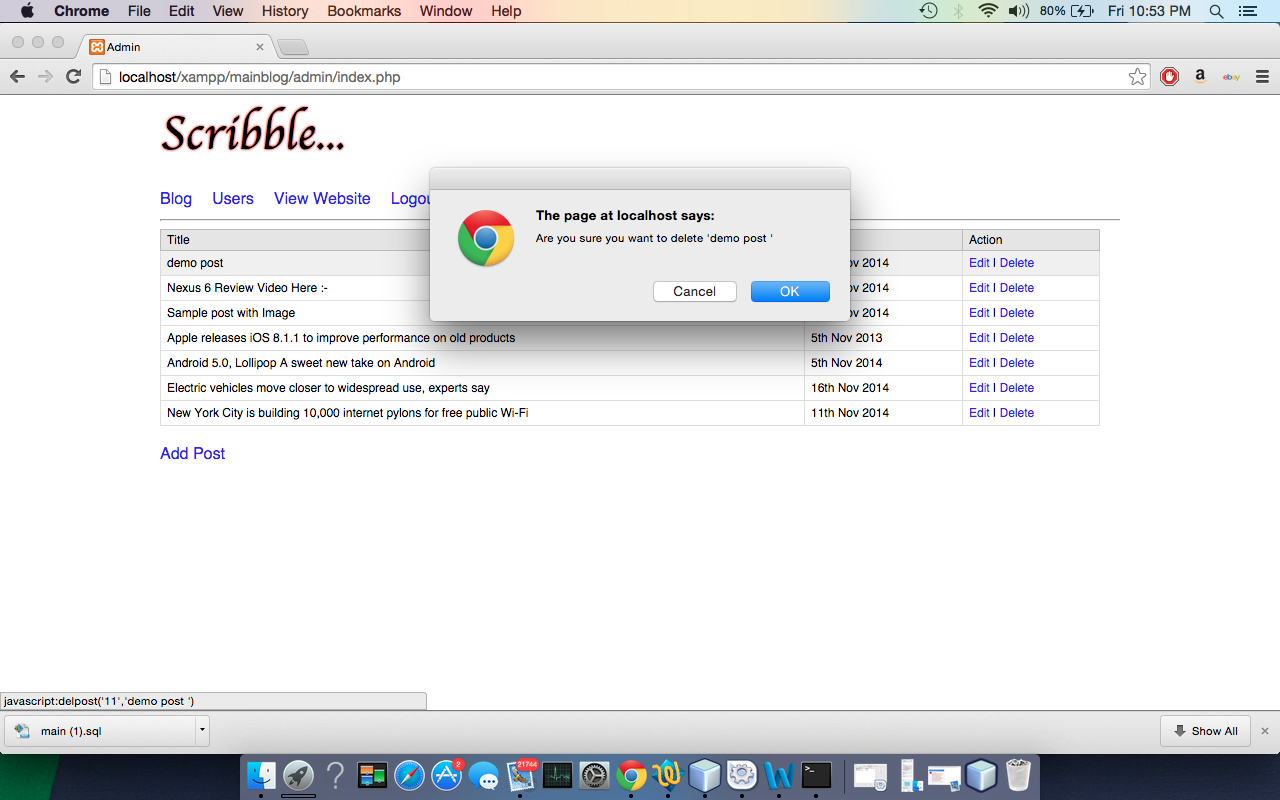 Chrome File Edit View History Bookmarks Window Help 80% Fri 10:53 PM
Admin
localhost/xampp/mainblog/admin/index.php
a ebay
Scribble...
Blog Users View Website Logou
The page at localhost says:
Are you sure you want to delete 'demo post '
Cancel OK
Title Action
demo post ov 2014 Edit | Delete
Nexus 6 Review Video Here :- ov 2014 Edit | Delete
Sample post with Image ov 2014 Edit | Delete
Apple releases iOS 8.1.1 to improve performance on old products 5th Nov 2013 Edit | Delete
Android 5.0, Lollipop A sweet new take on Android 5th Nov 2014 Edit | Delete
Electric vehicles move closer to widespread use, experts say 16th Nov 2014 Edit | Delete
New York City is building 10,000 internet pylons for free public Wi-Fi 11th Nov 2014 Edit | Delete
Add Post
javascript:delpost('11','demo post ')
main (1).sql Show All
2 21744